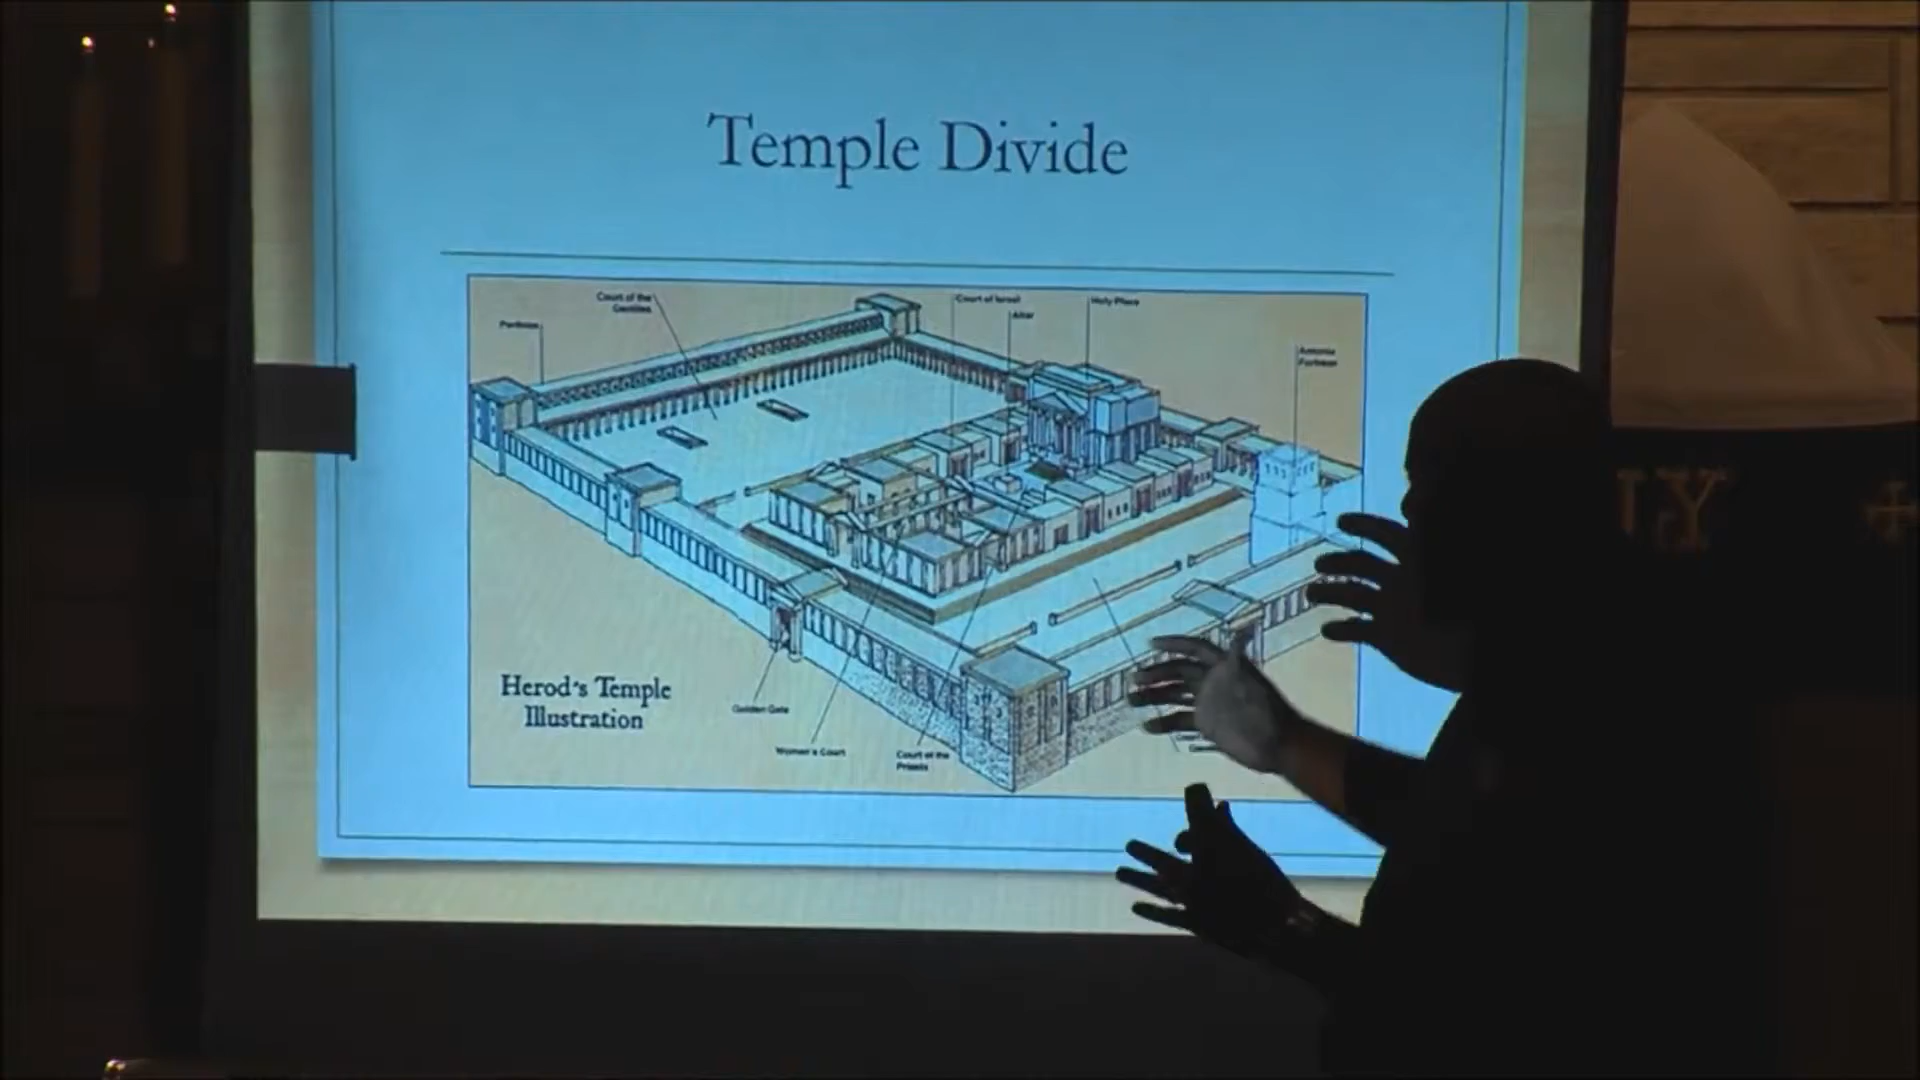 Temple Divide
Court of the
Gentiles
Court of Israel
Holy Place
Altar
Porticos
Antonia
Fortress
Herod's Temple
Illustration
Golden Gate
Women's Court
Court of the
Priests